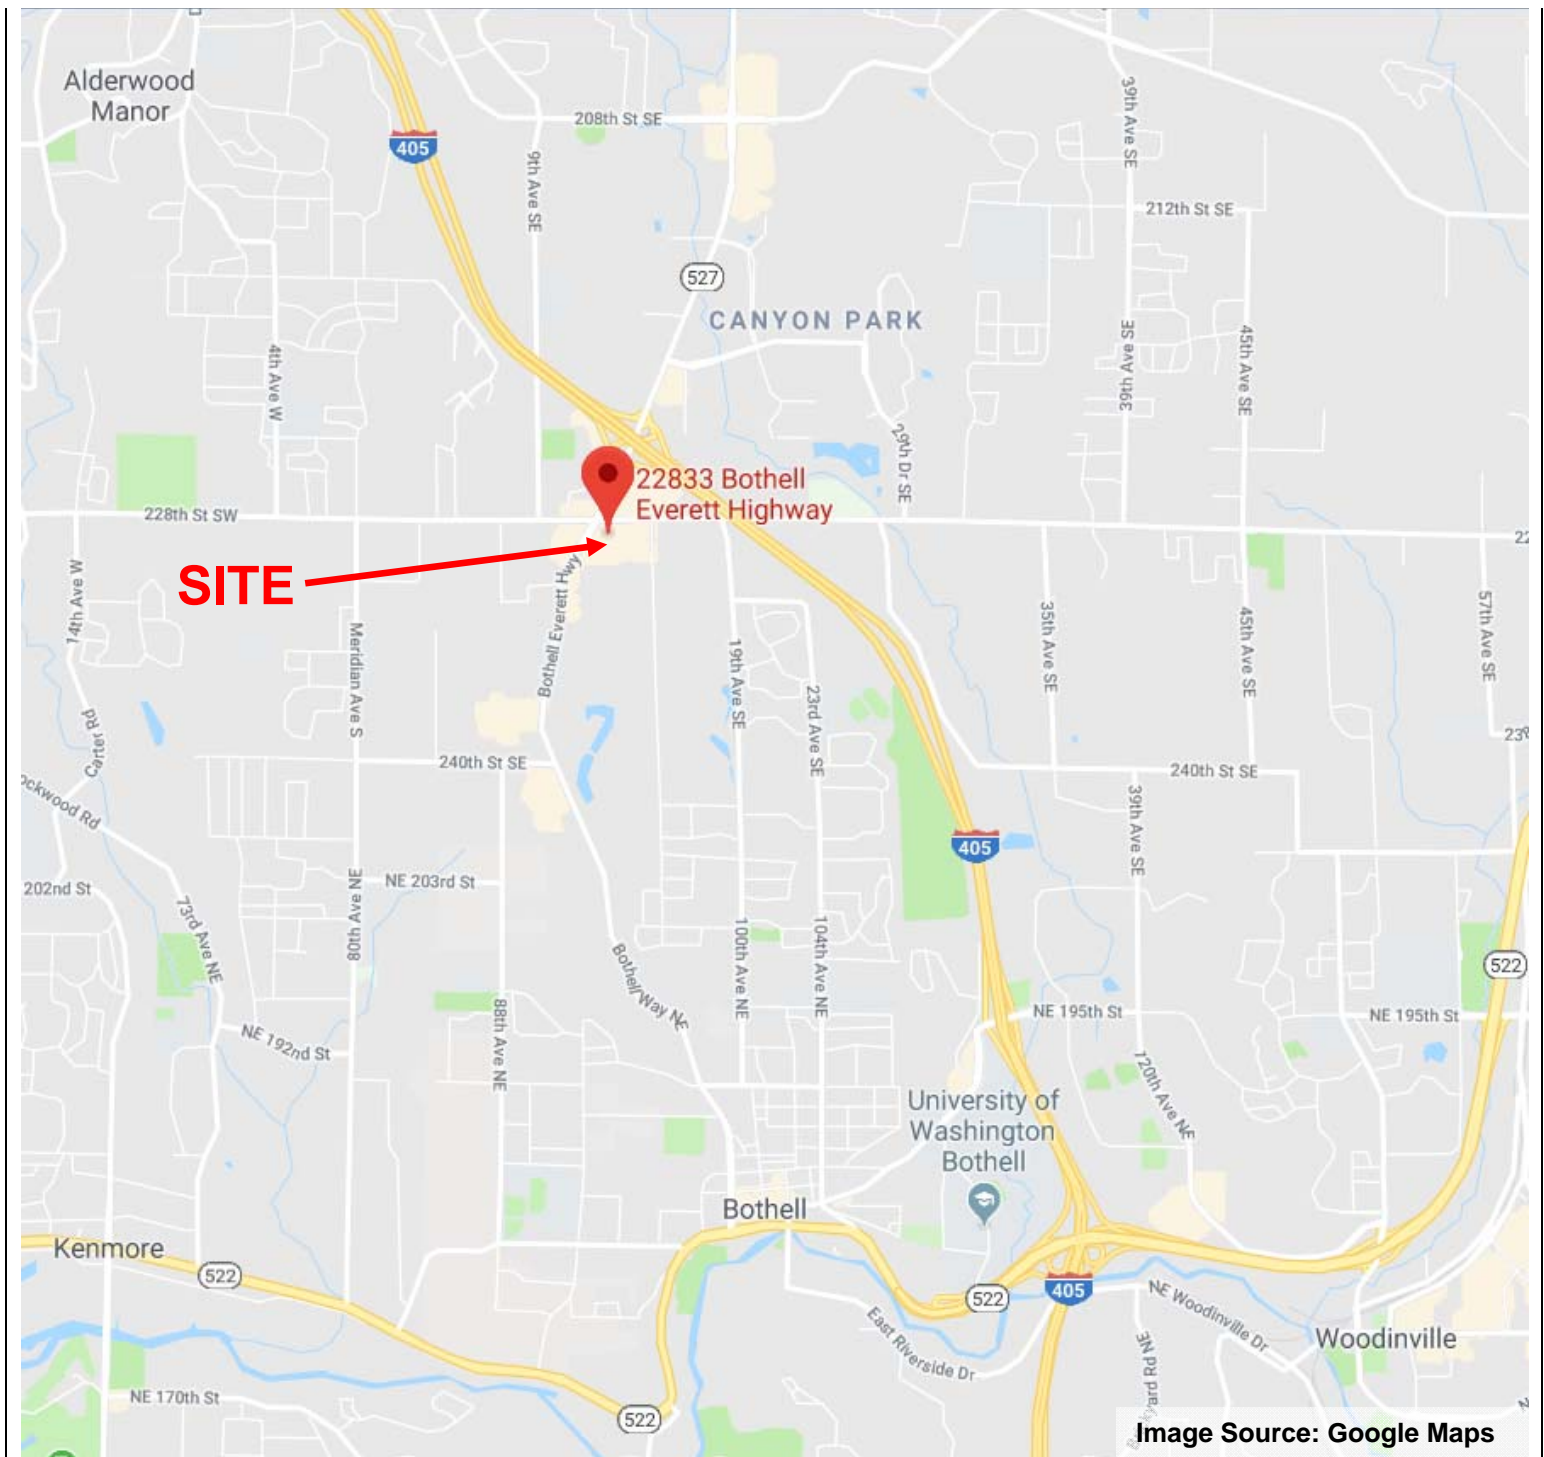 Alderwood
Manor
405
208th St SE
39th Ave SE
9th Ave SE
212th St SE
527
CANYON PARK
4th Ave W
39th Ave SE
45th Ave SE
29th Dr SE
22833 Bothell
Everett Highway
228th St SW
SITE
22
14th Ave W
Bothell Everett Hwy
35th Ave SE
45th Ave SE
57th Ave SE
Meridian Ave S
19th Ave SE
23rd Ave SE
Carter Rd
240th St SE
240th St SE
ockwood Rd
39th Ave SE
405
202nd St
NE 203rd St
80th Ave NE
73rd Ave NE
100th Ave NE
104th Ave NE
Bothell Way NE
522
88th Ave NE
NE 195th St
NE 195th St
NE 192nd St
120th Ave NE
University of
Washington
Bothell
Bothell
Kenmore
522
522
405
NE Woodinville Dr
East Riverside Dr
Woodinville
NE 170th St
522
Image Source: Google Maps